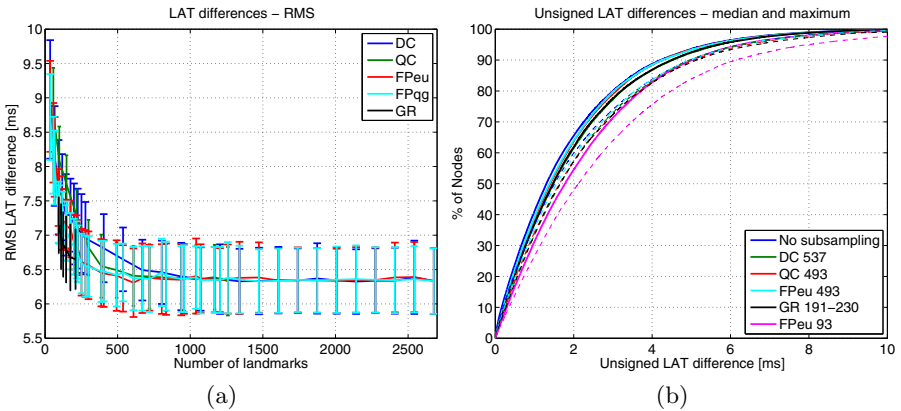 LAT differences − RMS
10
9.5
9
8.5
8
7.5
7
6.5
6
5.5
RMS LAT difference [ms]
0 500 1000 1500 2000 2500
Number of landmarks
DC
QC
FPeu
FPqg
GR
(a)
Unsigned LAT differences − median and maximum
100
90
80
70
60
50
40
30
20
10
0
% of Nodes
0 2 4 6 8 10
Unsigned LAT difference [ms]
No subsampling
DC 537
QC 493
FPeu 493
GR 191−230
FPeu 93
(b)